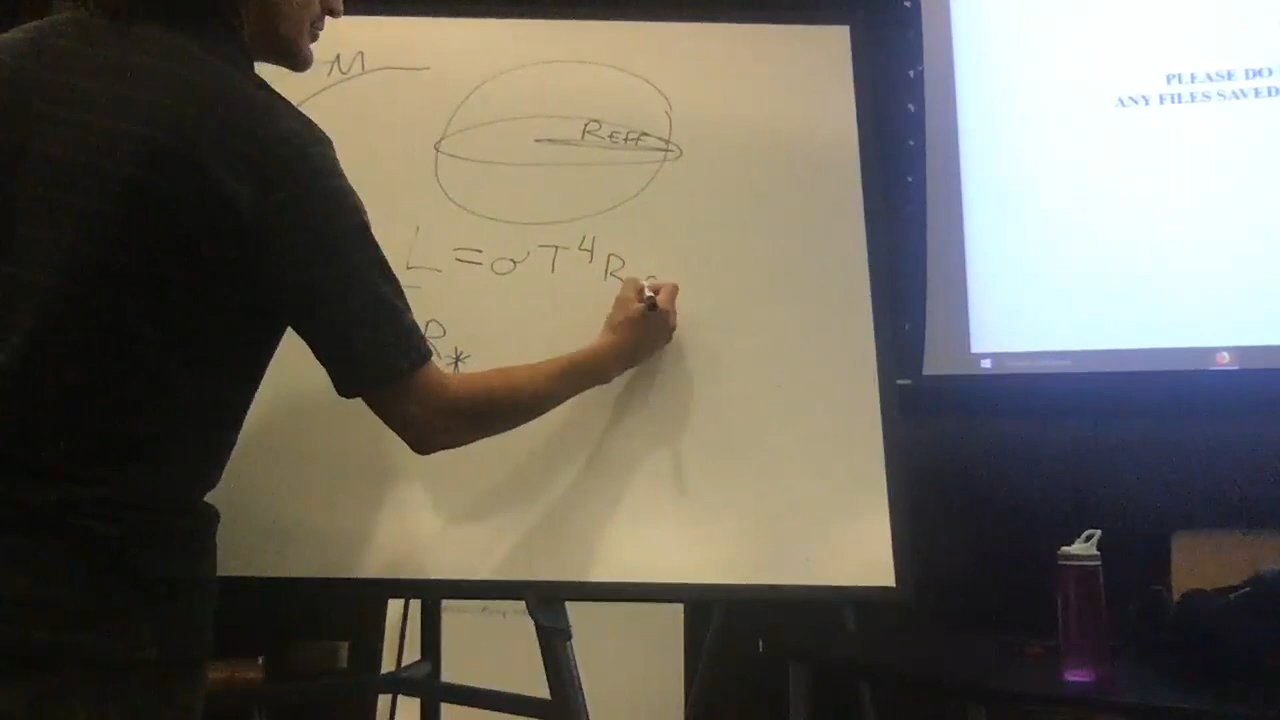 M
REFF
L = σT⁴R
R*
PLEASE DO
ANY FILES SAVED